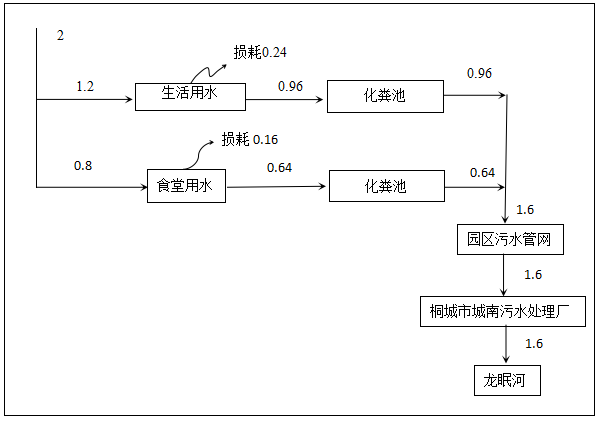 2
损耗0.24
1.2
生活用水
0.96
化粪池
0.96
损耗 0.16
0.8
食堂用水
0.64
化粪池
0.64
1.6
园区污水管网
1.6
桐城市城南污水处理厂
1.6
龙眠河